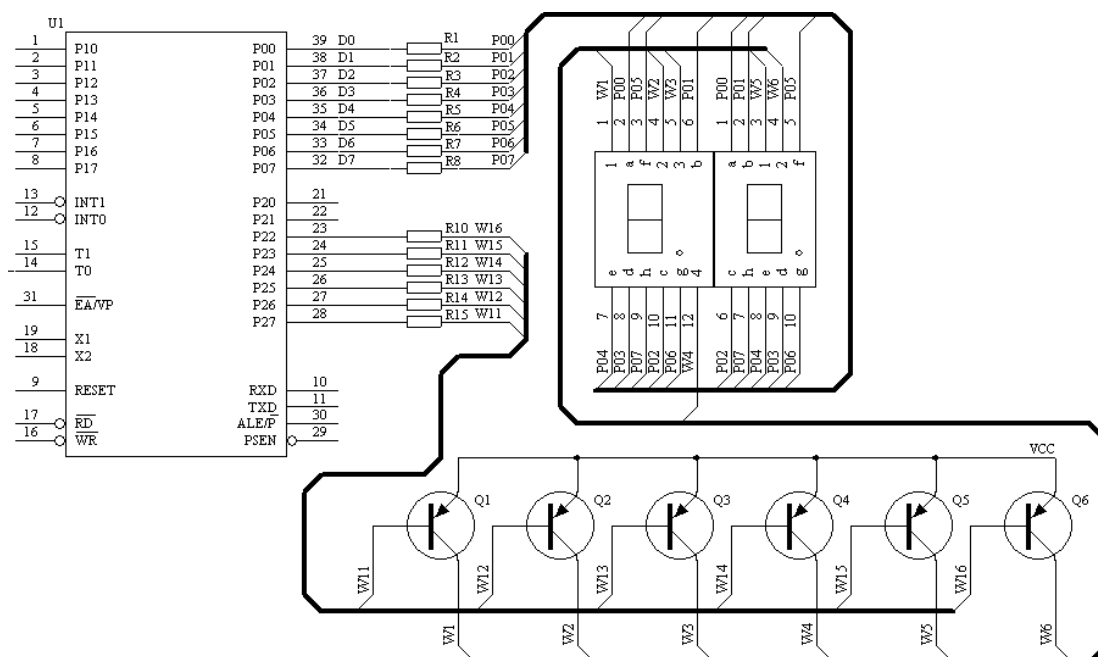 U1
1 P10 P00 39 D0 R1 P00
2 P11 P01 38 D1 R2 P01
3 P12 P02 37 D2 R3 P02
4 P13 P03 36 D3 R4 P03
5 P14 P04 35 D4 R5 P04
6 P15 P05 34 D5 R6 P05
7 P16 P06 33 D6 R7 P06
8 P17 P07 32 D7 R8 P07
13 INT1 P20 21
12 INT0 P21 22
P22 23 R10 W16
15 T1 P23 24 R11 W15
14 T0 P24 25 R12 W14
P25 26 R13 W13
31 EA/VP P26 27 R14 W12
P27 28 R15 W11
19 X1
18 X2
9 RESET RXD 10
TXD 11
17 RD ALE/P 30
16 WR PSEN 29
W1 P00 P05 W2 W3 P01 P00 P01 W5 W6 P05
1 2 3 4 5 6 1 2 3 4 5
1 a f 2 3 b a b 1 2 f
e d h c g 4 c h e d g
7 8 9 10 11 12 6 7 8 9 10
P04 P03 P07 P02 P06 W4 P02 P07 P04 P03 P06
VCC
Q1 Q2 Q3 Q4 Q5 Q6
W11 W12 W13 W14 W15 W16
W1 W2 W3 W4 W5 W6